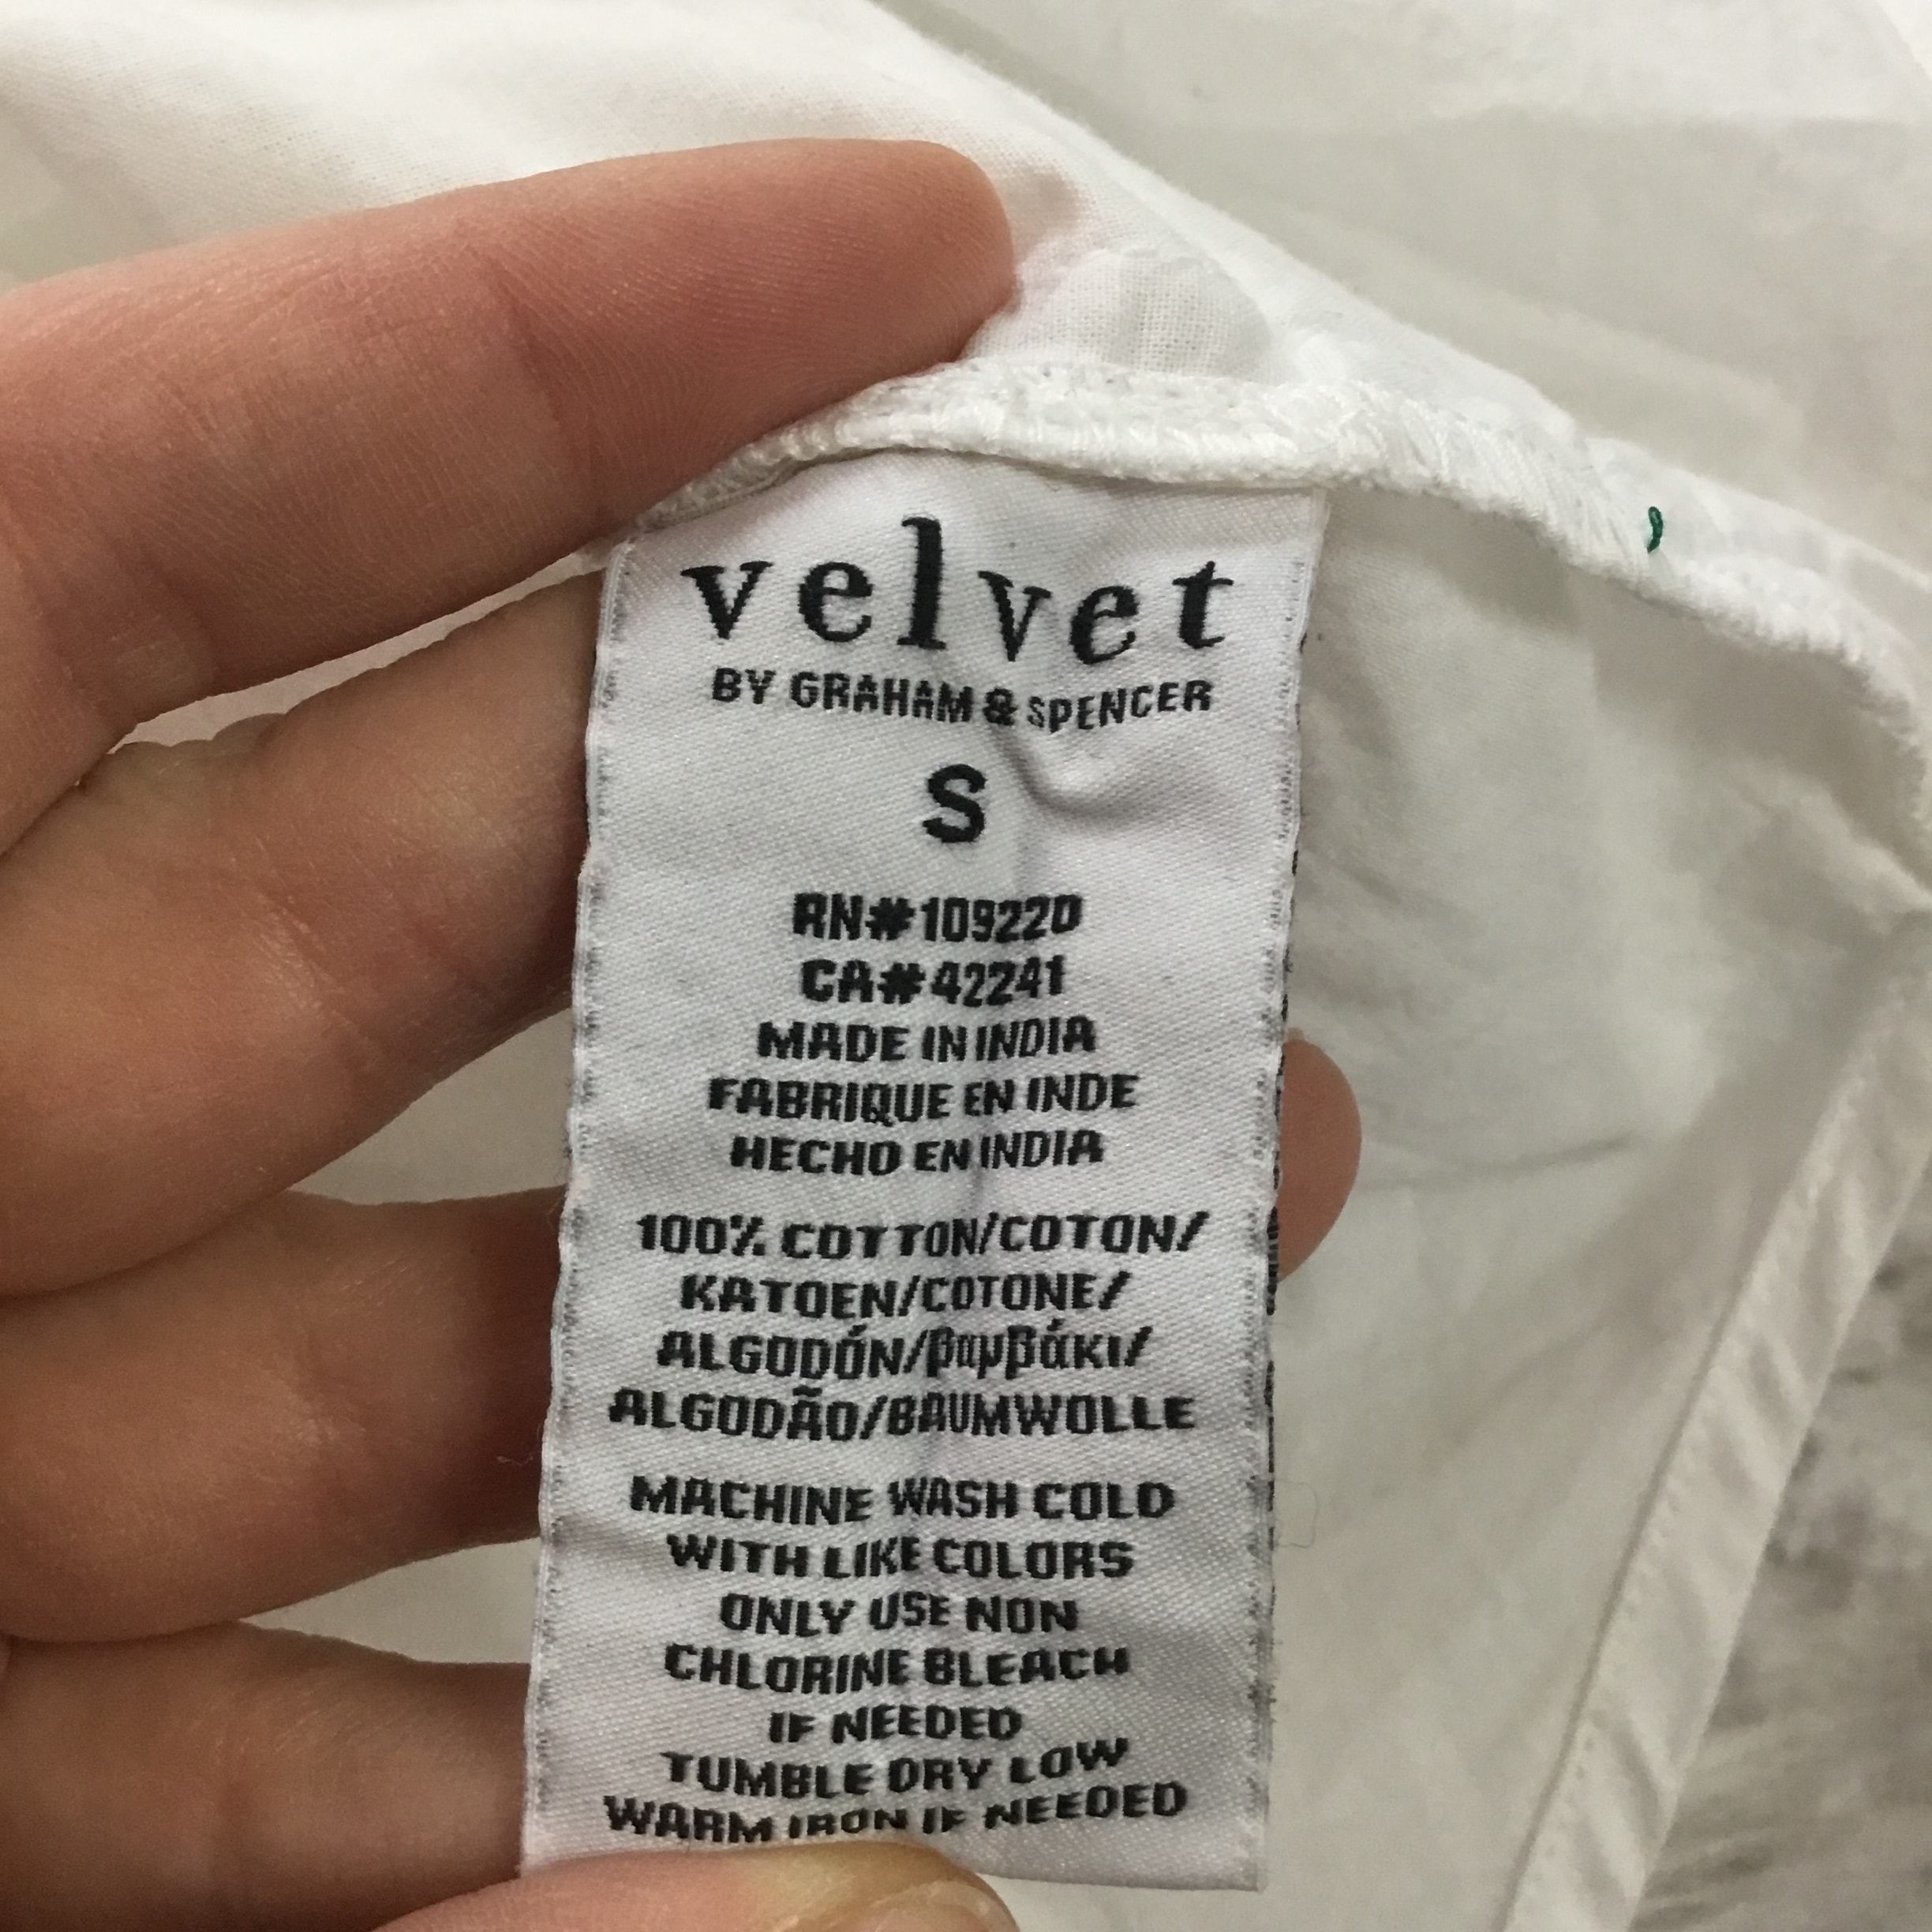 velvet
BY GRAHAM & SPENCER
S
RN#109220
CA#42241
MADE IN INDIA
FABRIQUE EN INDE
HECHO EN INDIA
100% COTTON/COTON/
KATOEN/COTONE/
ALGODÓN/βαμβάκι/
ALGODÃO/BAUMWOLLE
MACHINE WASH COLD
WITH LIKE COLORS
ONLY USE NON
CHLORINE BLEACH
IF NEEDED
TUMBLE DRY LOW
WARM IRON IF NEEDED